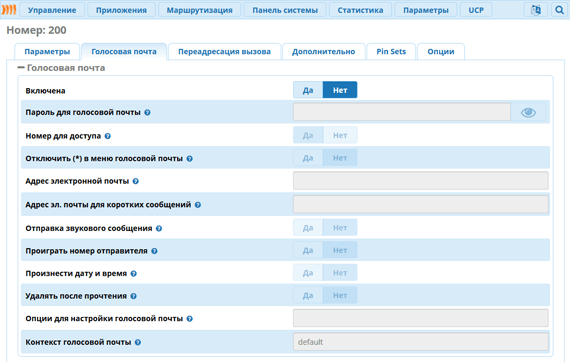 Управление Приложения Маршрутизация Панель системы Статистика Параметры UCP
Номер: 200
Параметры Голосовая почта Переадресация вызова Дополнительно Pin Sets Опции
Голосовая почта
Включена Да Нет
Пароль для голосовой почты
Номер для доступа Да Нет
Отключить (*) в меню голосовой почты Да Нет
Адрес электронной почты
Адрес эл. почты для коротких сообщений
Отправка звукового сообщения Да Нет
Проиграть номер отправителя Да Нет
Произнести дату и время Да Нет
Удалять после прочтения Да Нет
Опции для настройки голосовой почты
Контекст голосовой почты default